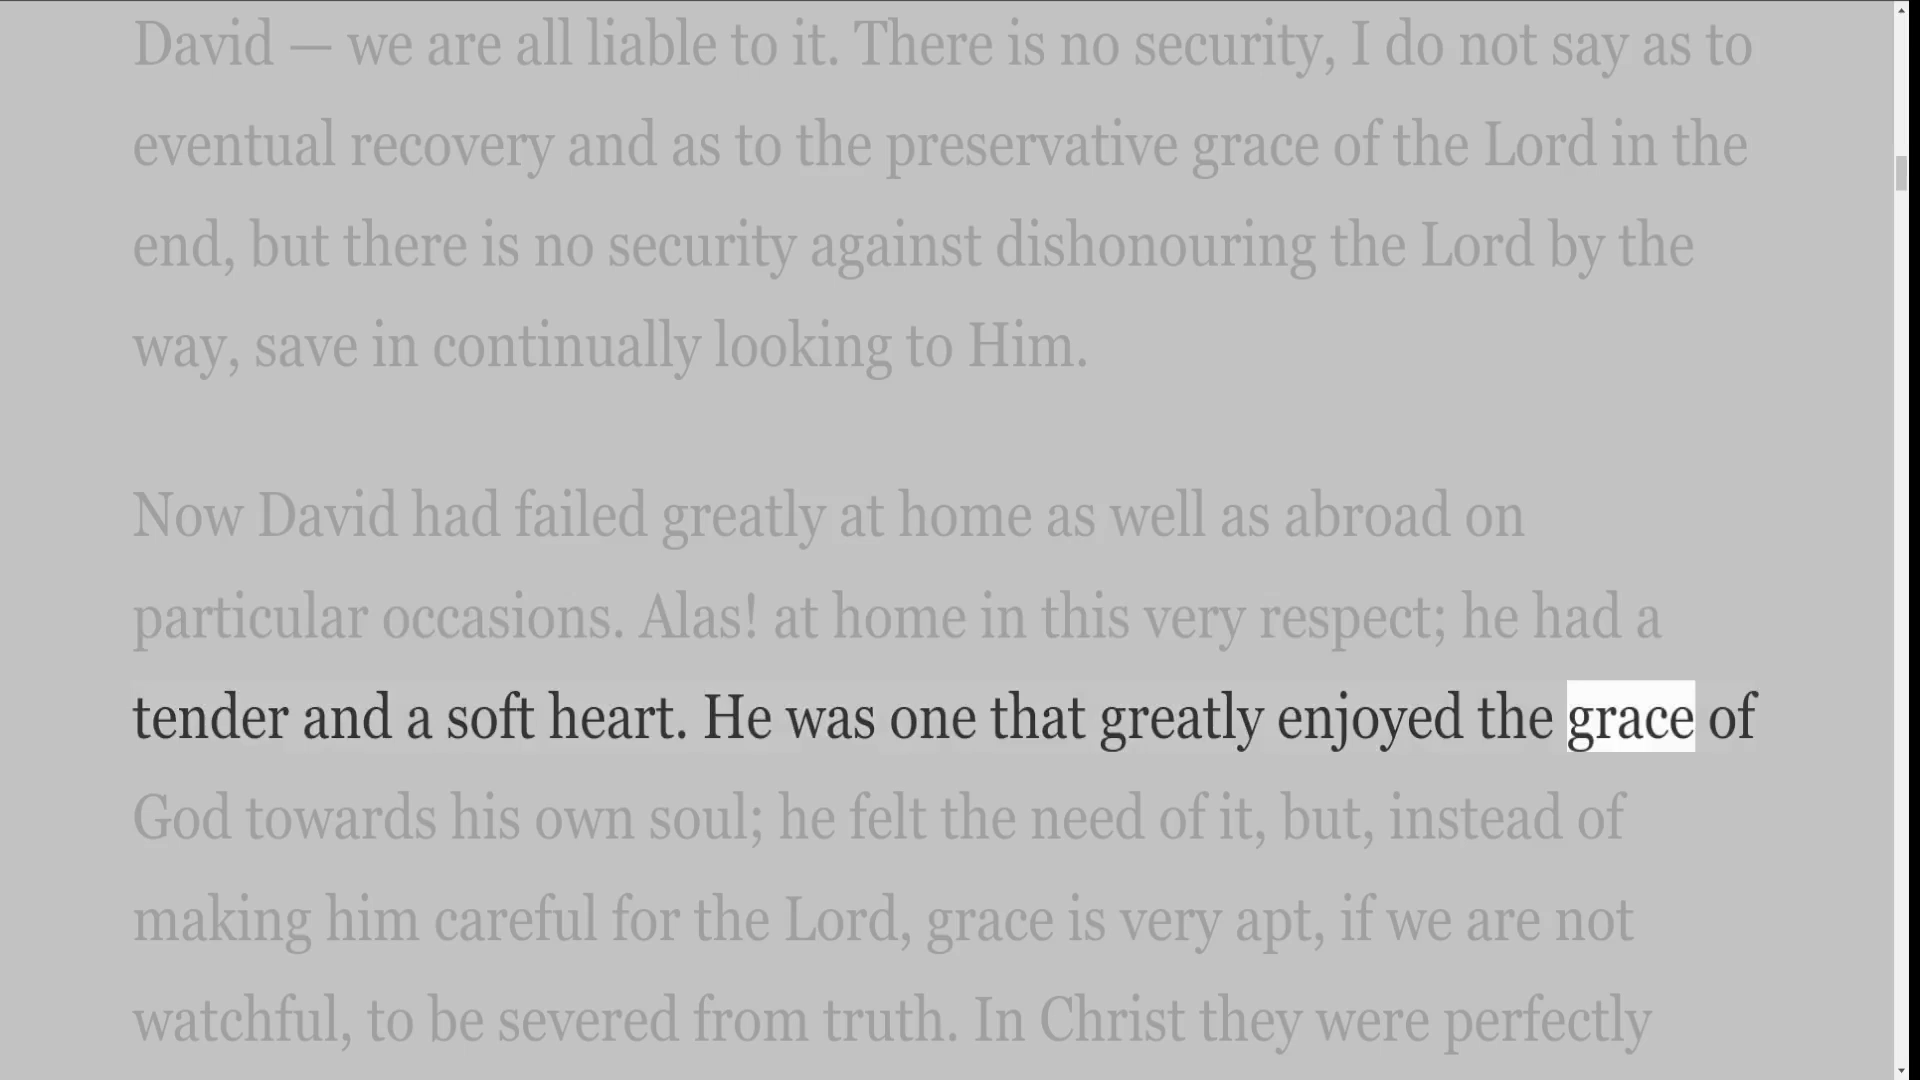 David — we are all liable to it. There is no security, I do not say as to
eventual recovery and as to the preservative grace of the Lord in the
end, but there is no security against dishonouring the Lord by the
way, save in continually looking to Him.
Now David had failed greatly at home as well as abroad on
particular occasions. Alas! at home in this very respect; he had a
tender and a soft heart. He was one that greatly enjoyed the grace of
God towards his own soul; he felt the need of it, but, instead of
making him careful for the Lord, grace is very apt, if we are not
watchful, to be severed from truth. In Christ they were perfectly